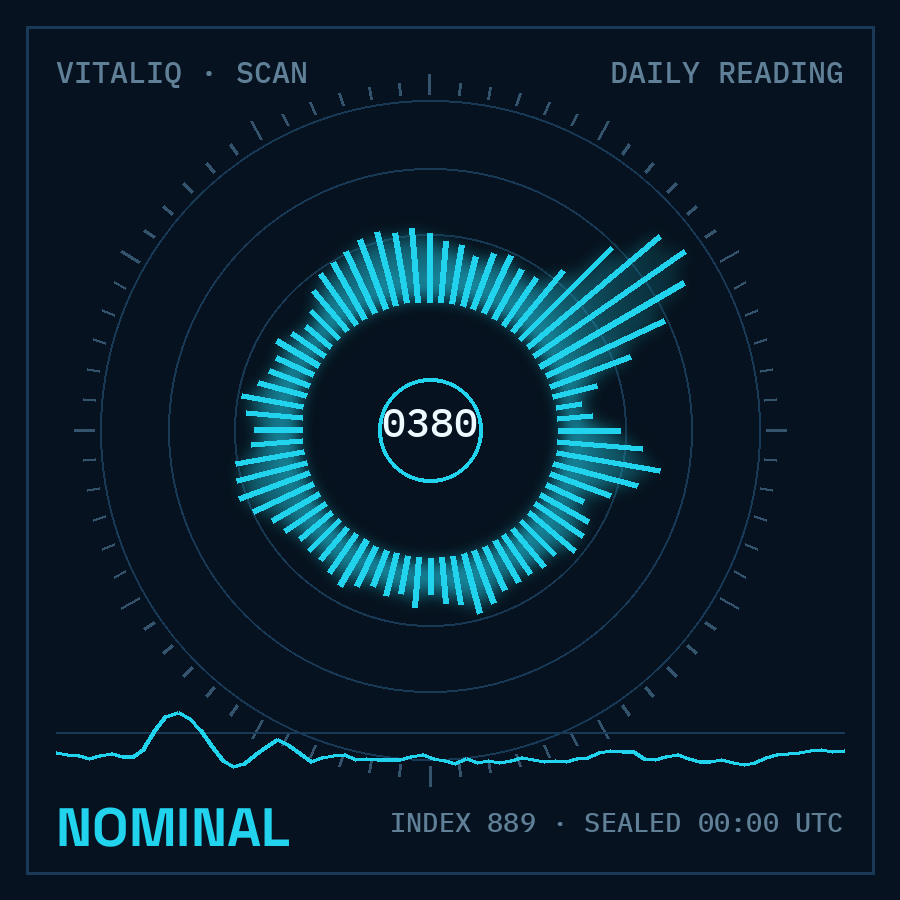 VITALIQ · SCAN
DAILY READING
0380
NOMINAL
INDEX 889 · SEALED 00:00 UTC